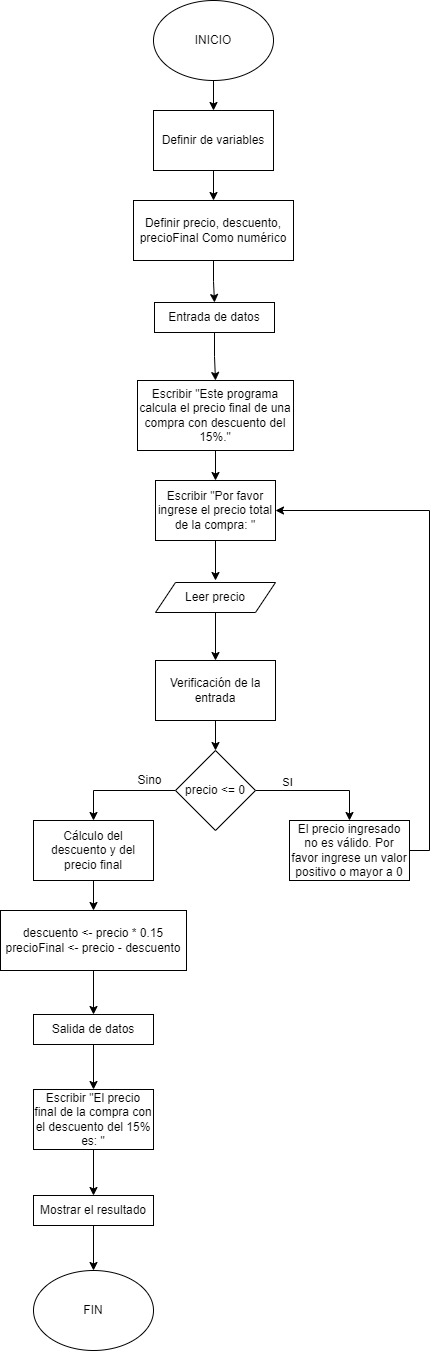 INICIO
Definir de variables
Definir precio, descuento,
precioFinal Como numérico
Entrada de datos
Escribir "Este programa
calcula el precio final de una
compra con descuento del
15%."
Escribir "Por favor
ingrese el precio total
de la compra: "
Leer precio
Verificación de la
entrada
Sino
precio <= 0
SI
Cálculo del
descuento y del
precio final
El precio ingresado
no es válido. Por
favor ingrese un valor
positivo o mayor a 0
descuento <- precio * 0.15
precioFinal <- precio - descuento
Salida de datos
Escribir "El precio
final de la compra con
el descuento del 15%
es: "
Mostrar el resultado
FIN